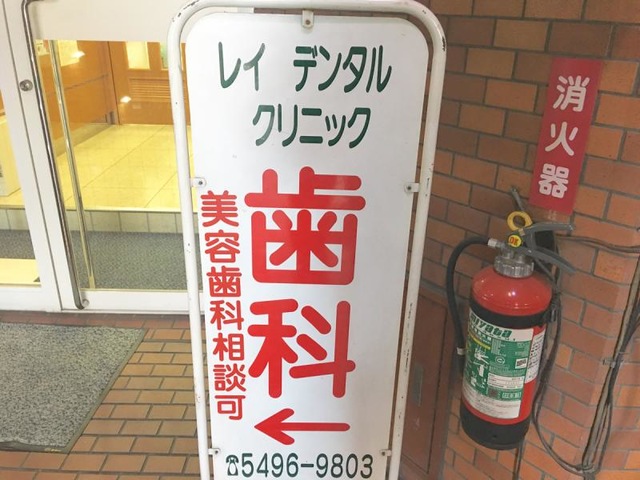 レイ デンタル
クリニック
歯科
美容歯科相談可
←
☎5496-9803
消火器